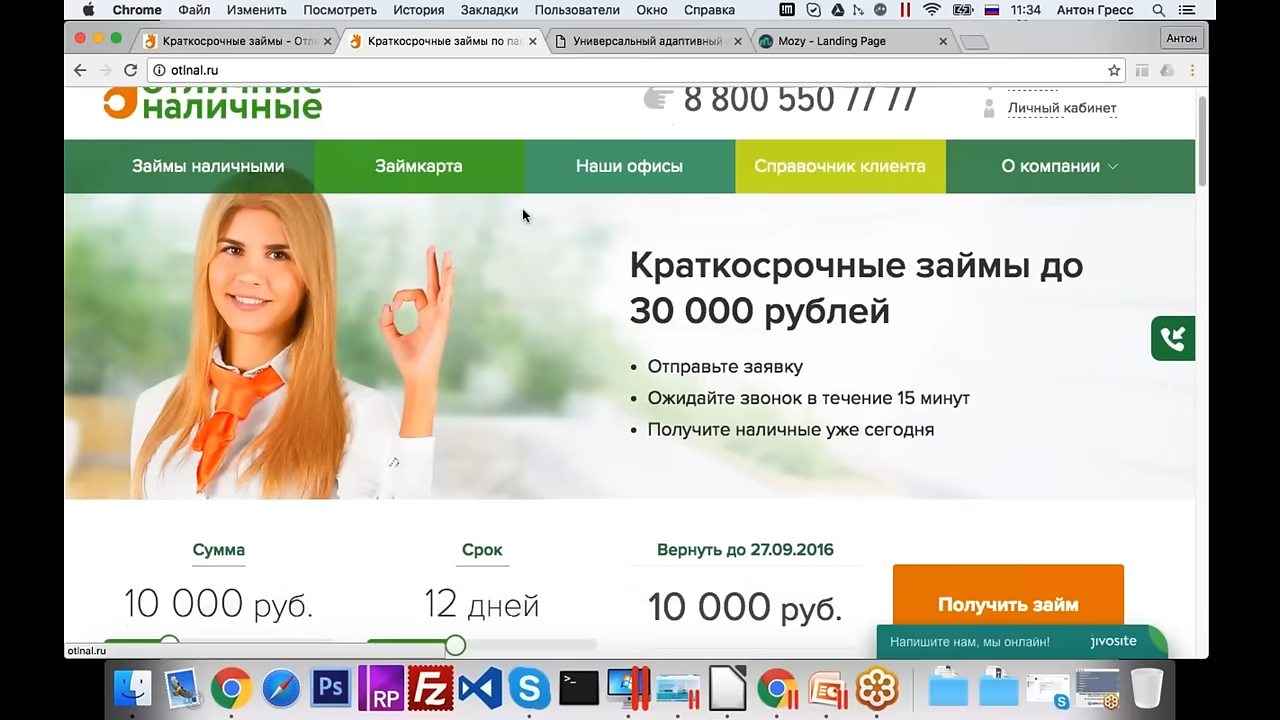 Chrome Файл Изменить Посмотреть История Закладки Пользователи Окно Справка 11:34 Антон Гресс
Краткосрочные займы - Отл
Краткосрочные займы по па
Универсальный адаптивный
Mozy - Landing Page
Антон
otlnal.ru
отличные
наличные
8 800 550 77 77
Личный кабинет
Займы наличными
Займкарта
Наши офисы
Справочник клиента
О компании
Краткосрочные займы до
30 000 рублей
• Отправьте заявку
• Ожидайте звонок в течение 15 минут
• Получите наличные уже сегодня
Сумма
Срок
Вернуть до 27.09.2016
10 000 руб.
12 дней
10 000 руб.
Получить займ
Напишите нам, мы онлайн! jivosite
otlnal.ru
Ps
RP
FZ